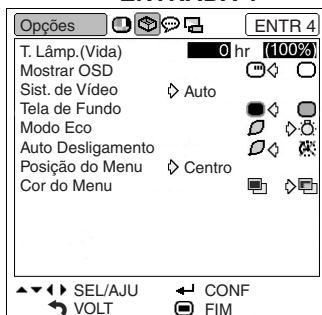 ENTRADA 4
Opções ENTR 4
T. Lâmp.(Vida) 0 hr (100%)
Mostrar OSD
Sist. de Vídeo Auto
Tela de Fundo
Modo Eco
Auto Desligamento
Posição do Menu Centro
Cor do Menu
SEL/AJU CONF
VOLT FIM